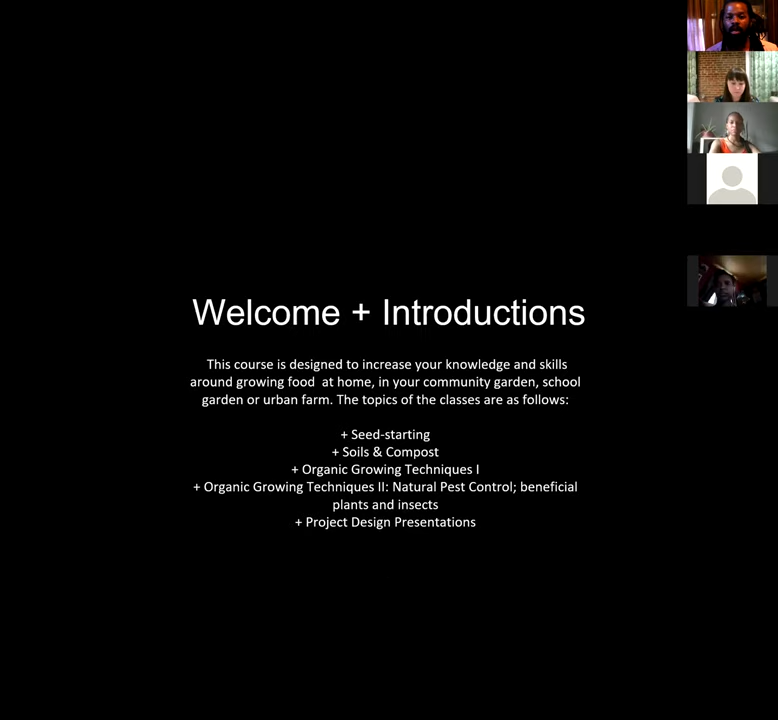 Welcome + Introductions
This course is designed to increase your knowledge and skills
around growing food at home, in your community garden, school
garden or urban farm. The topics of the classes are as follows:
+ Seed-starting
+ Soils & Compost
+ Organic Growing Techniques I
+ Organic Growing Techniques II: Natural Pest Control; beneficial
plants and insects
+ Project Design Presentations